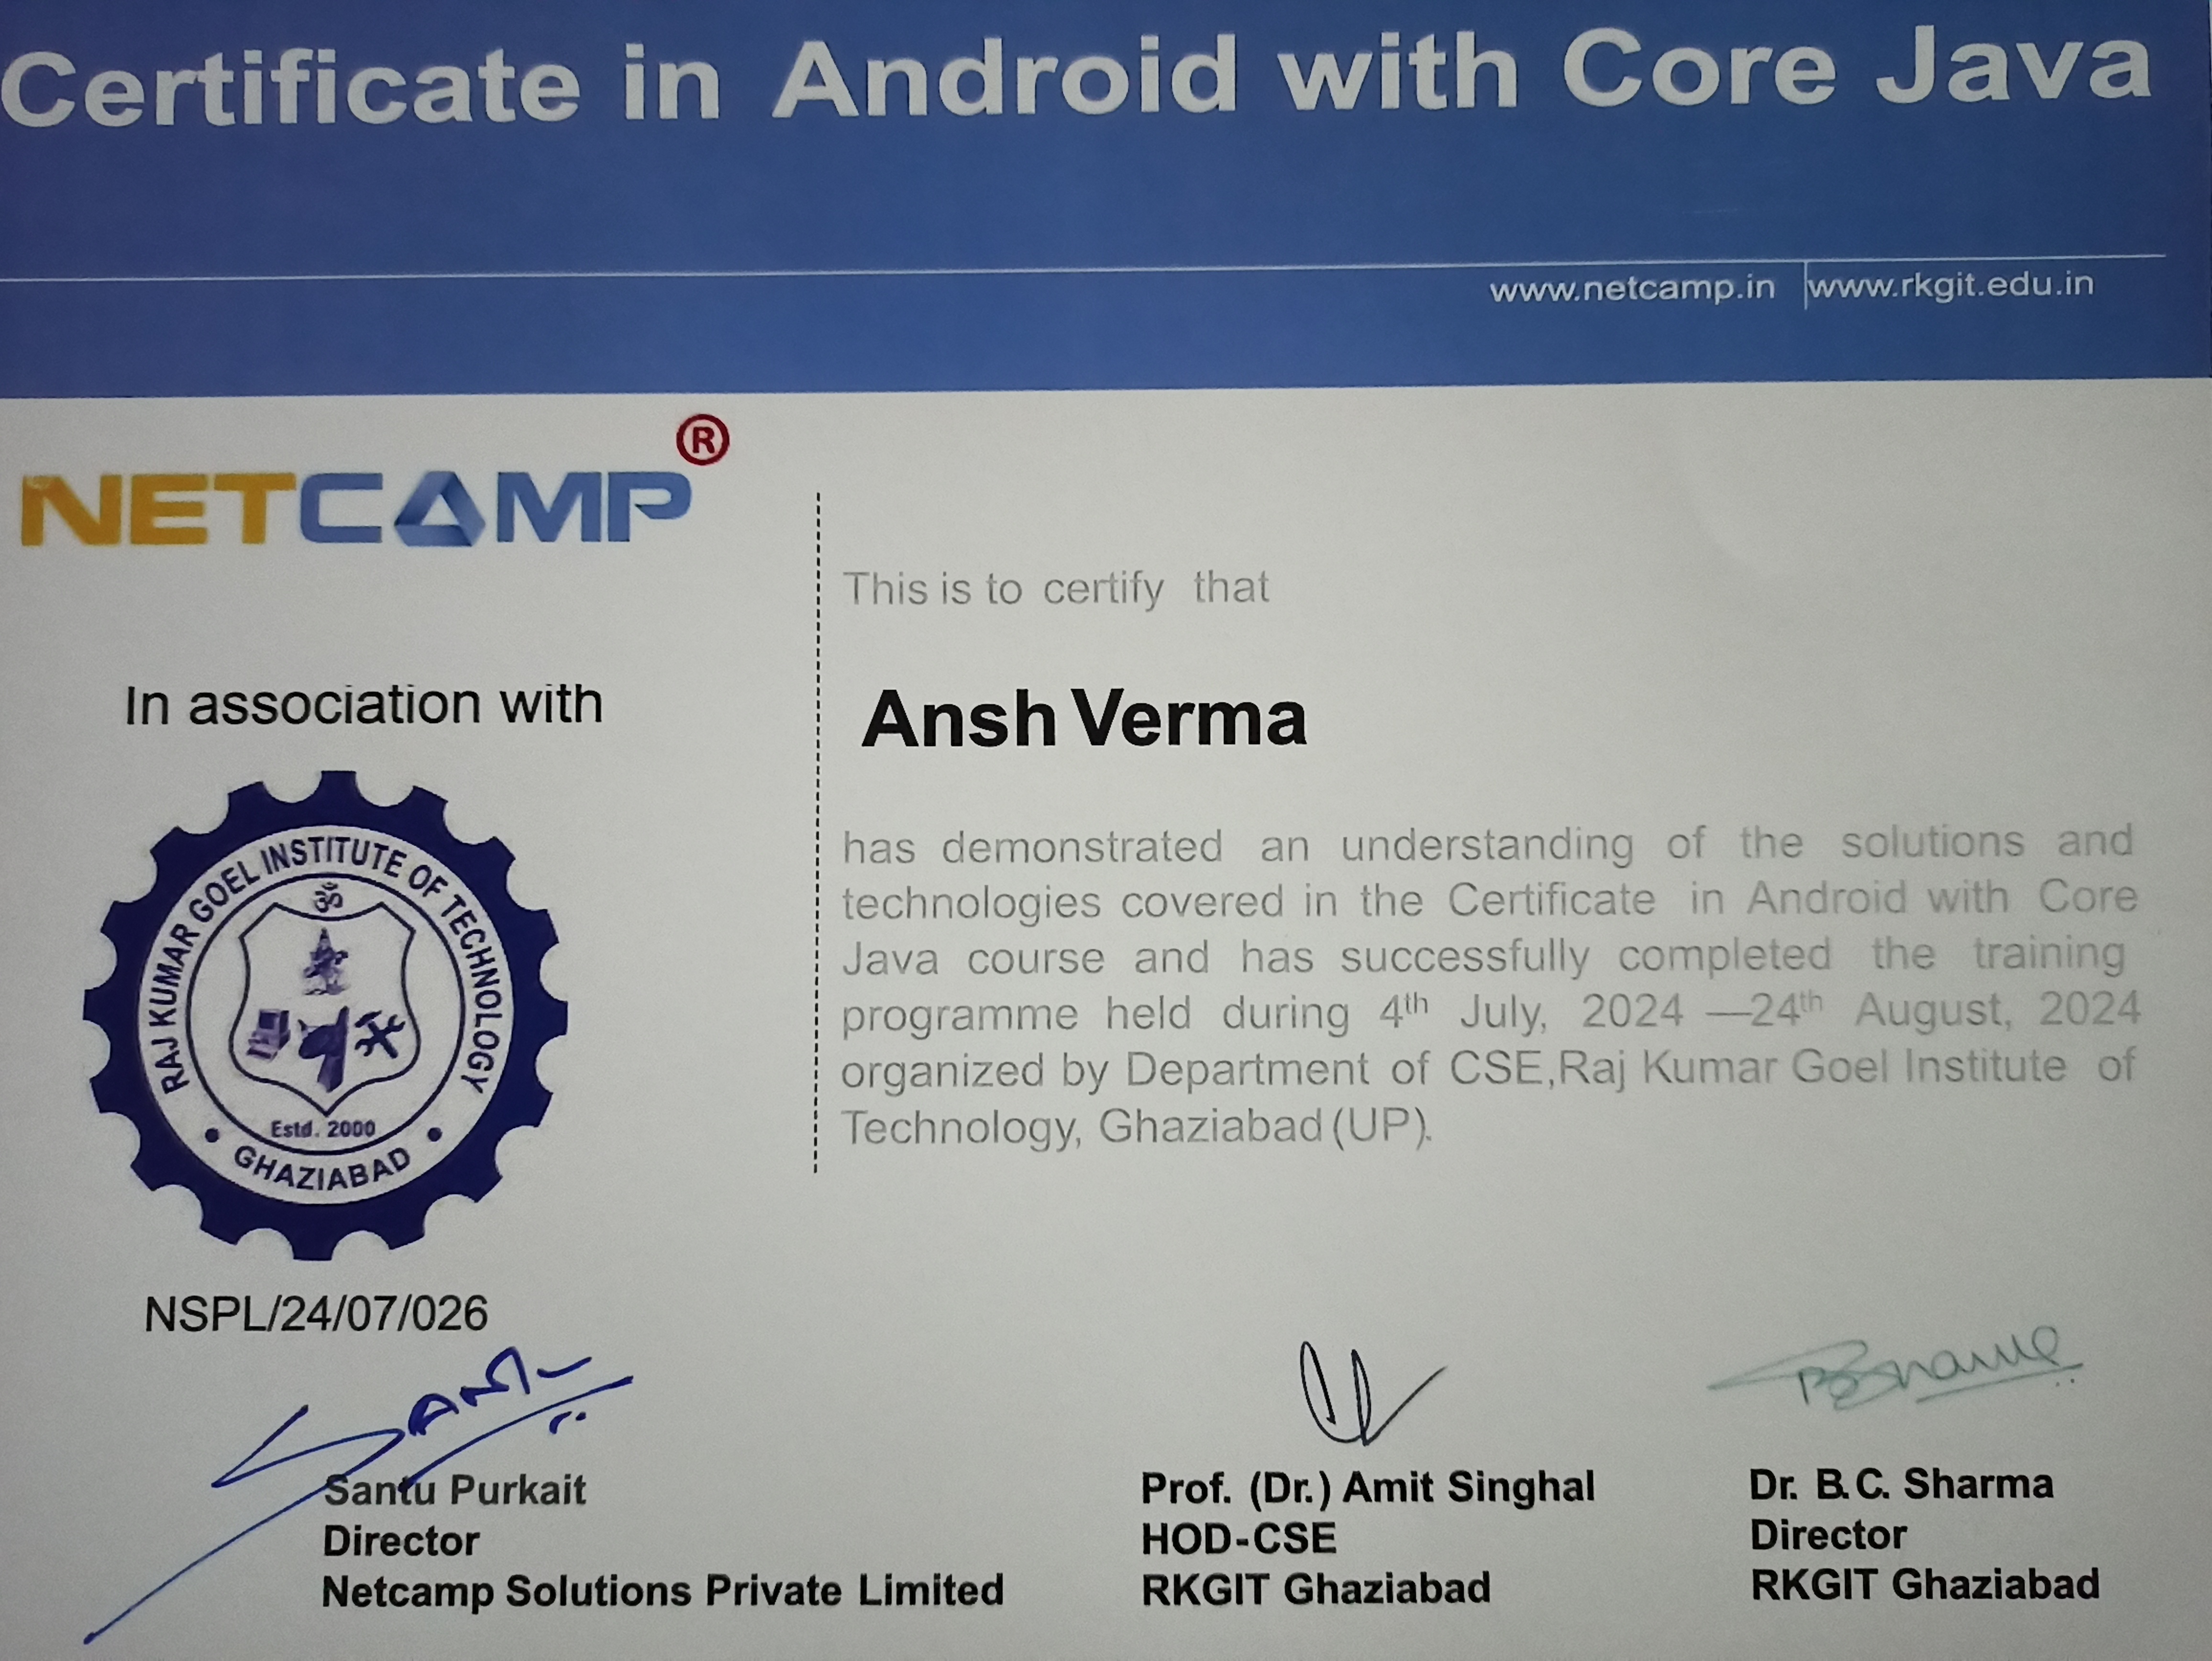 Certificate in Android with Core Java
www.netcamp.in www.rkgit.edu.in
NETCAMP®
In association with
RAJ KUMAR GOEL INSTITUTE OF TECHNOLOGY
ॐ
Estd. 2000
• GHAZIABAD •
NSPL/24/07/026
This is to certify that
Ansh Verma
has demonstrated an understanding of the solutions and
technologies covered in the Certificate in Android with Core
Java course and has successfully completed the training
programme held during 4th July, 2024 —24th August, 2024
organized by Department of CSE,Raj Kumar Goel Institute of
Technology, Ghaziabad (UP).
Santu Purkait
Director
Netcamp Solutions Private Limited
Prof. (Dr.) Amit Singhal
HOD-CSE
RKGIT Ghaziabad
Dr. B.C. Sharma
Director
RKGIT Ghaziabad